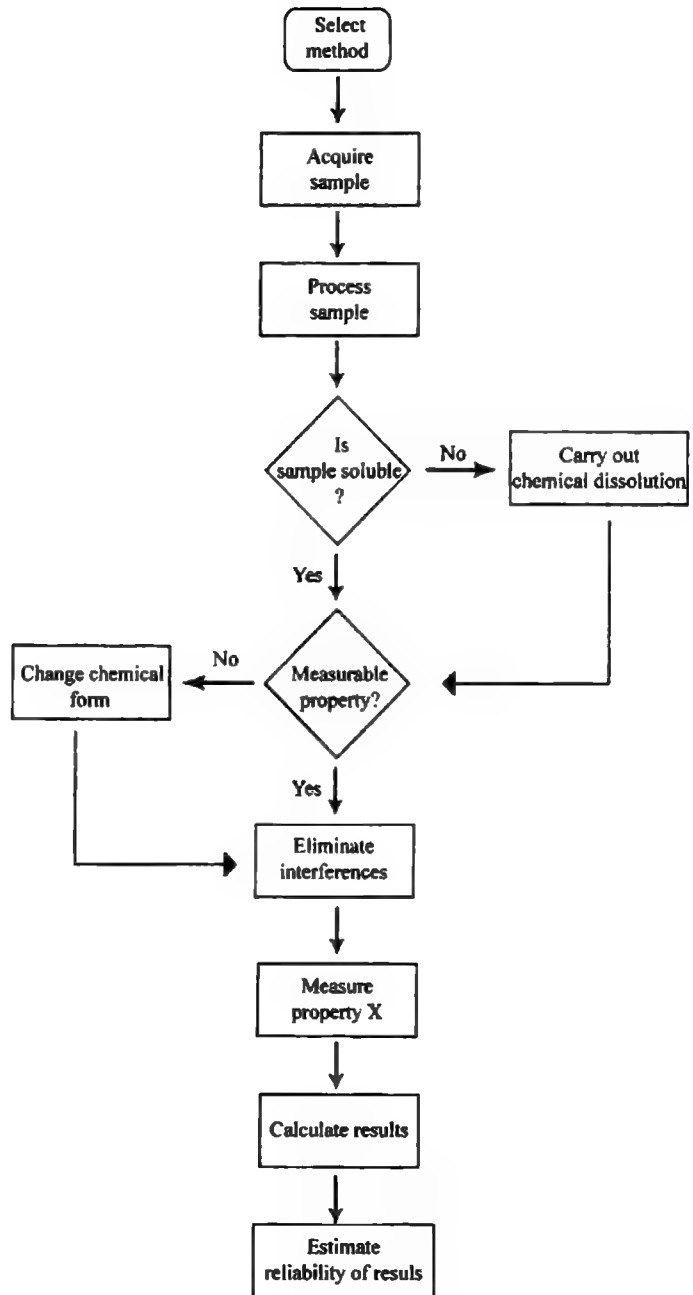 Select
method
Acquire
sample
Process
sample
Is
sample soluble
?
No
Carry out
chemical dissolution
Yes
Change chemical
form
No
Measurable
property?
Yes
Eliminate
interferences
Measure
property X
Calculate results
Estimate
reliability of resuls